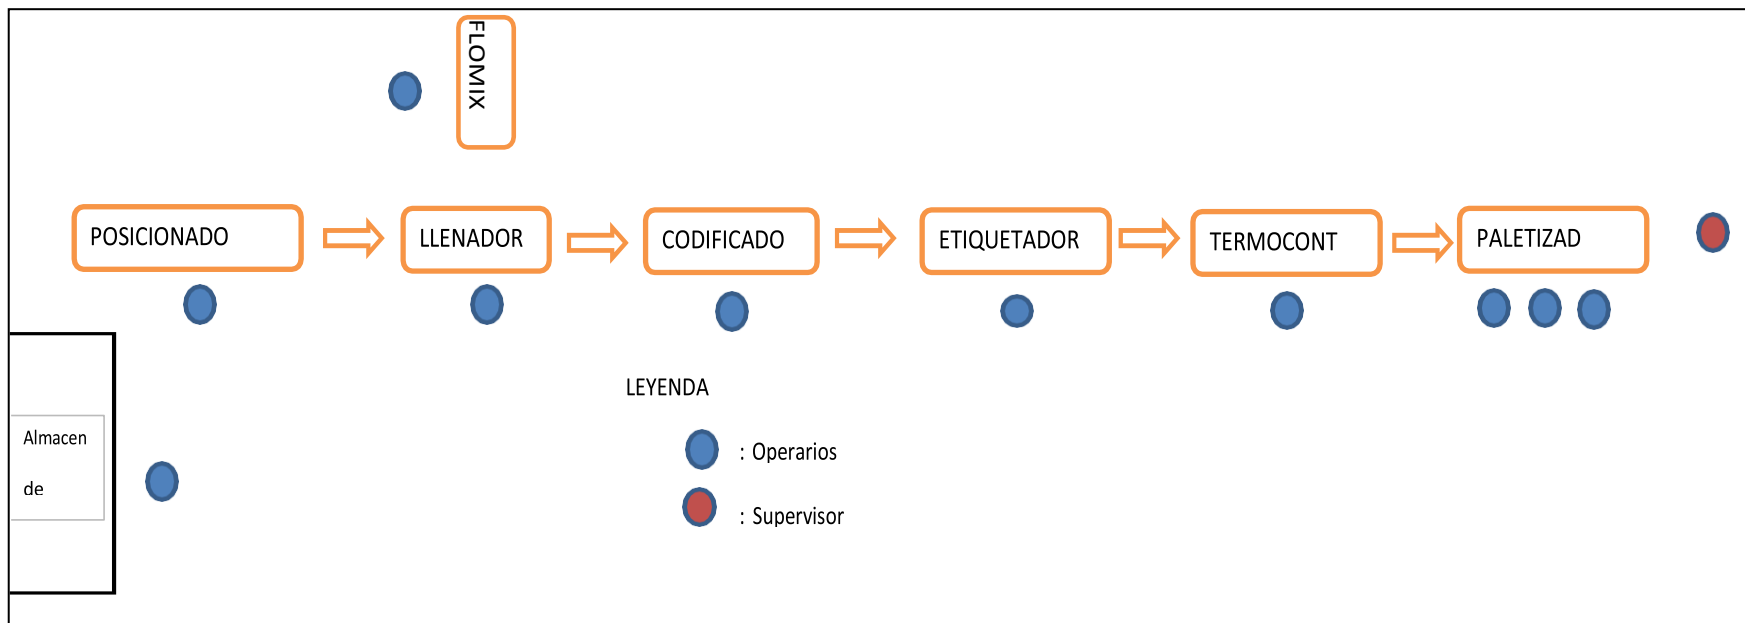 FLOMIX
POSICIONADO
LLENADOR
CODIFICADO
ETIQUETADOR
TERMOCONT
PALETIZAD
LEYENDA
: Operarios
: Supervisor
Almacen
de